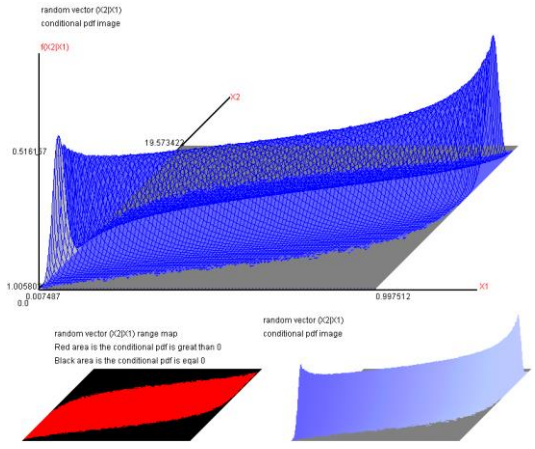 random vector (X2|X1)
conditional pdf image
f(X2|X1)
X2
19.573422
0.516137
1.00580
0.007487
0.997512
X1
0.0
random vector (X2|X1)
conditional pdf image
random vector (X2|X1) range map
Red area is the conditional pdf is great than 0
Black area is the conditional pdf is eqal 0